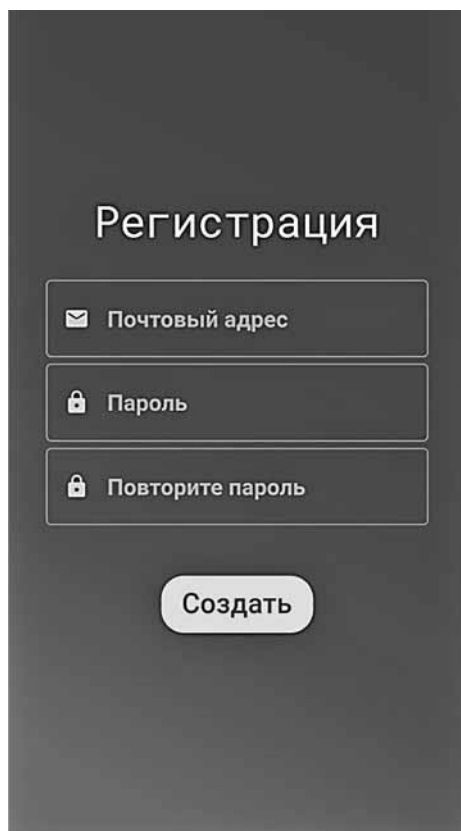 Регистрация
Почтовый адрес
Пароль
Повторите пароль
Создать